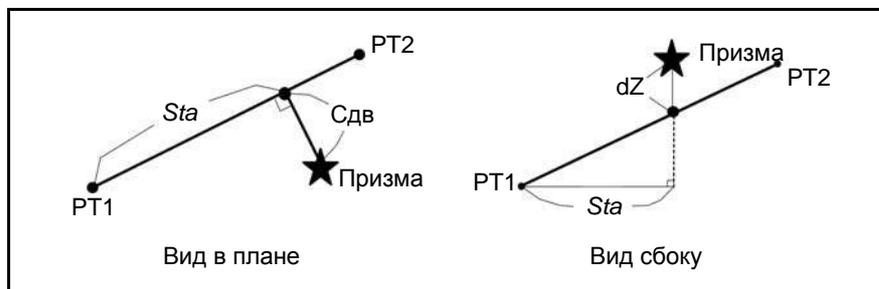 PT2
Sta
Сдв
Призма
PT1
Вид в плане
Призма
PT2
dZ
PT1
Sta
Вид сбоку